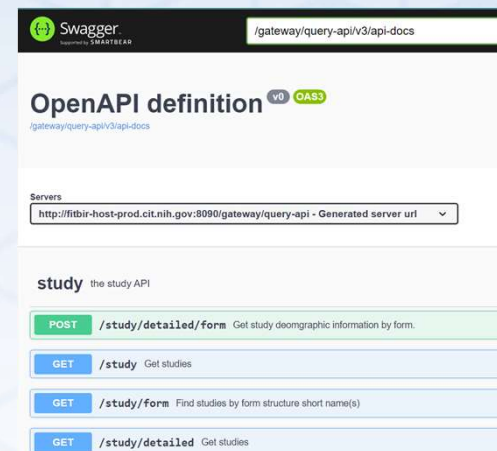 Swagger.
Supported by SMARTBEAR
/gateway/query-api/v3/api-docs
OpenAPI definition v0 OAS3
/gateway/query-api/v3/api-docs
Servers
http://fitbir-host-prod.cit.nih.gov:8090/gateway/query-api - Generated server url
study the study API
POST /study/detailed/form Get study deomgraphic information by form.
GET /study Get studies
GET /study/form Find studies by form structure short name(s)
GET /study/detailed Get studies